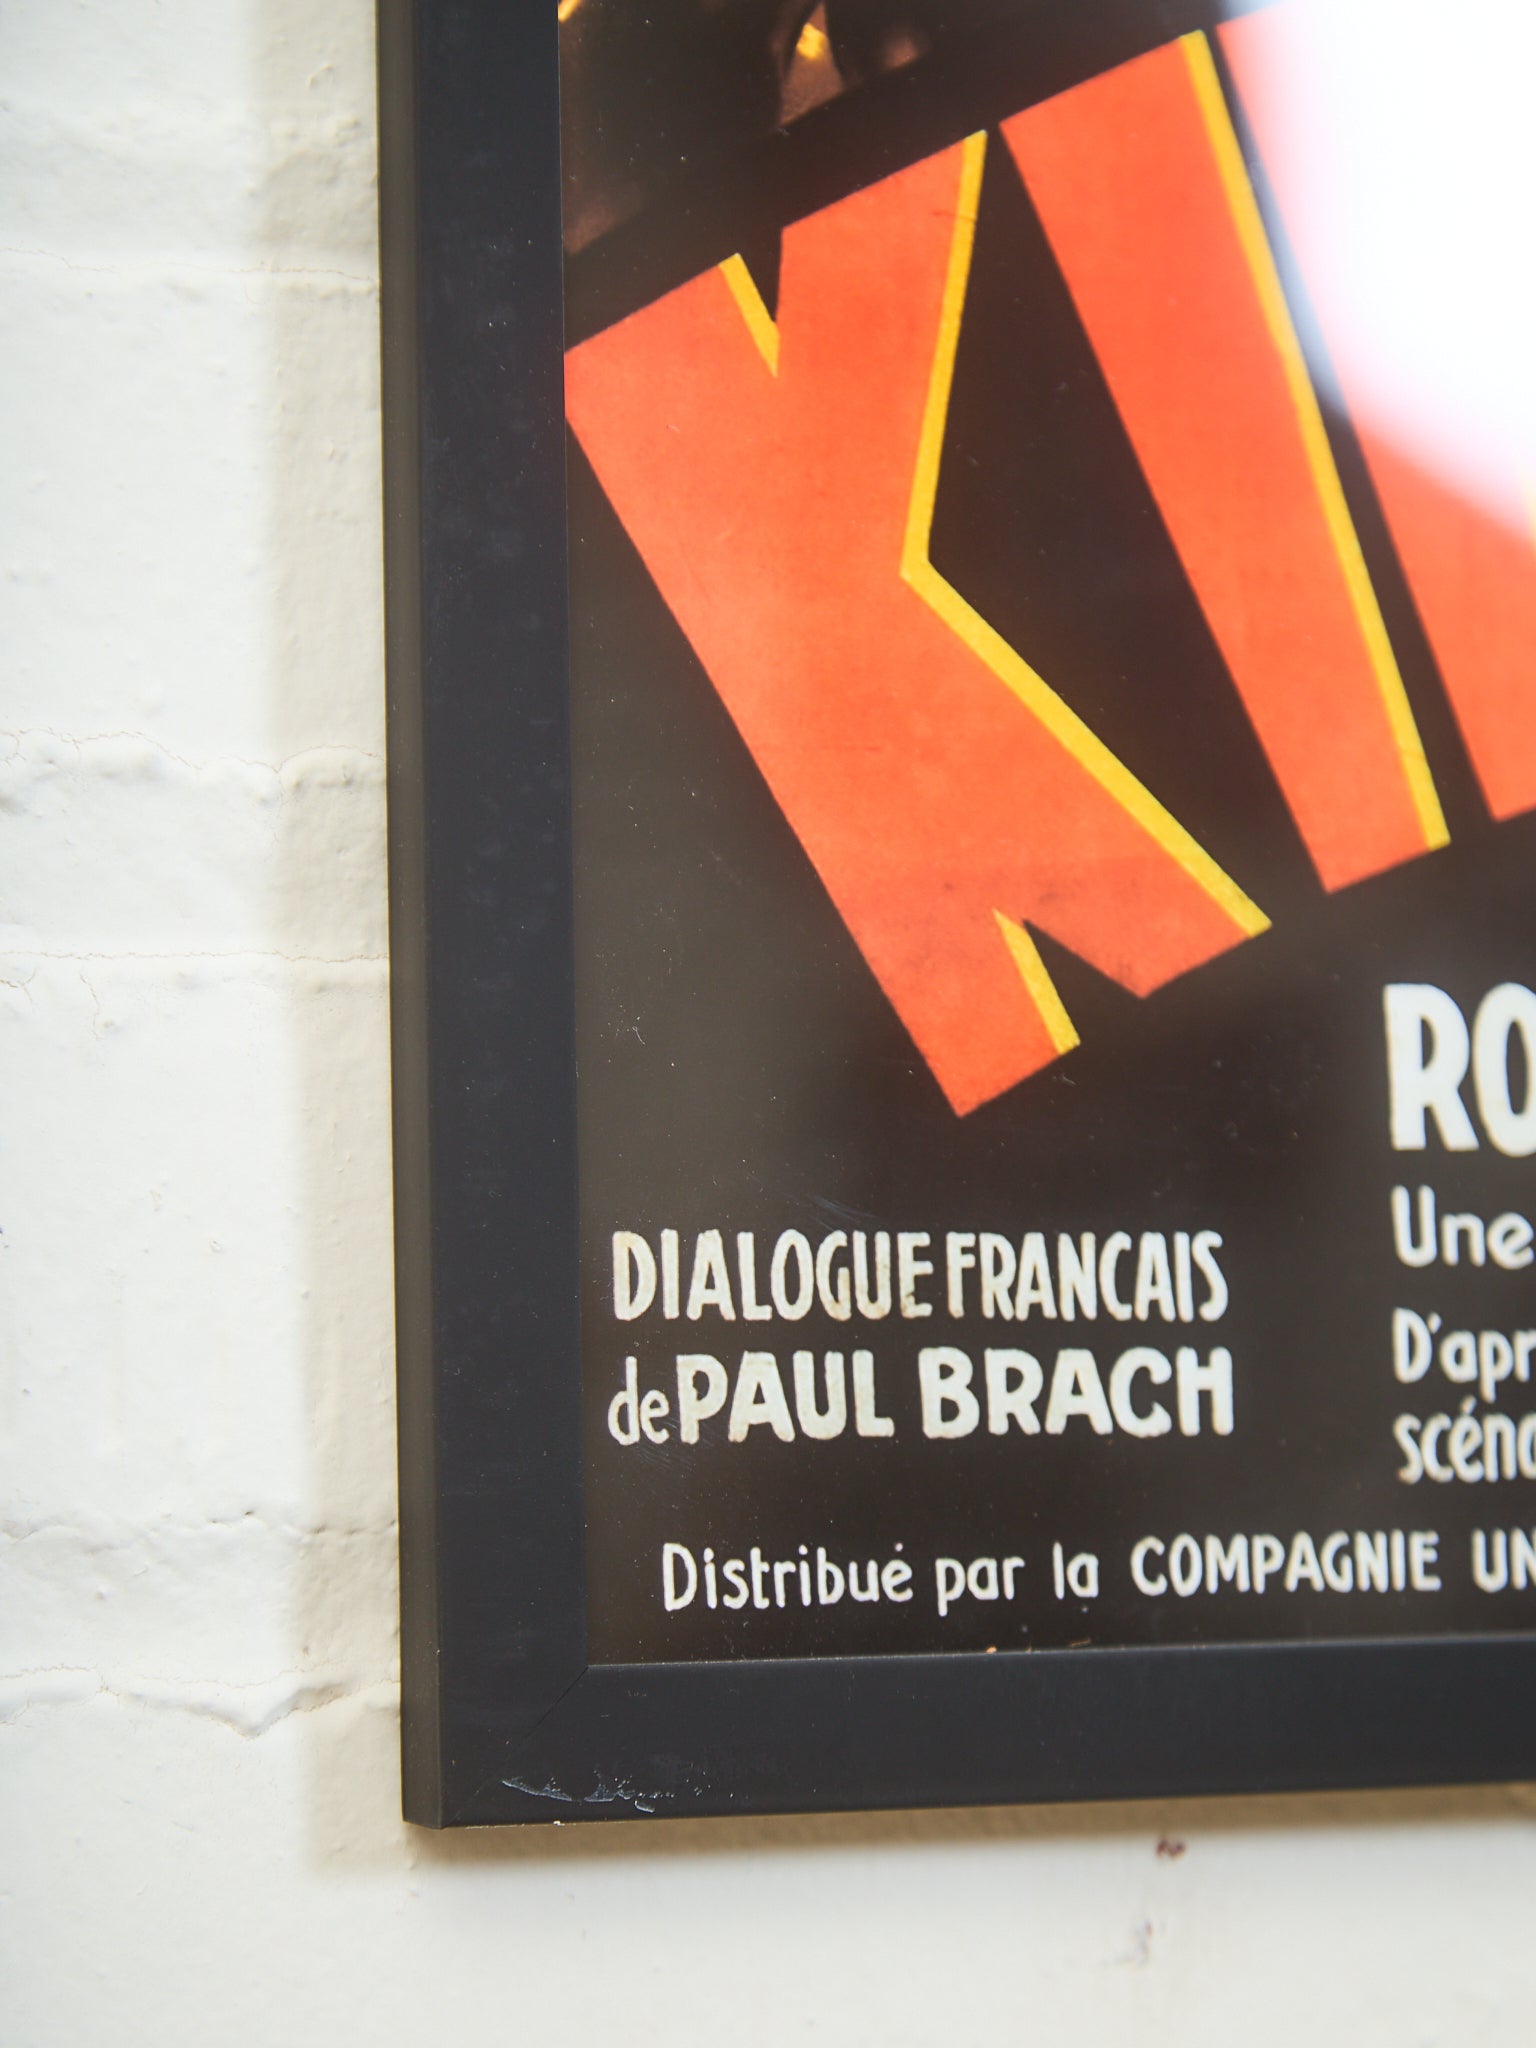 KI
RO
Une
DIALOGUE FRANCAIS
de PAUL BRACH
D'apr
scéna
Distribué par la COMPAGNIE UN